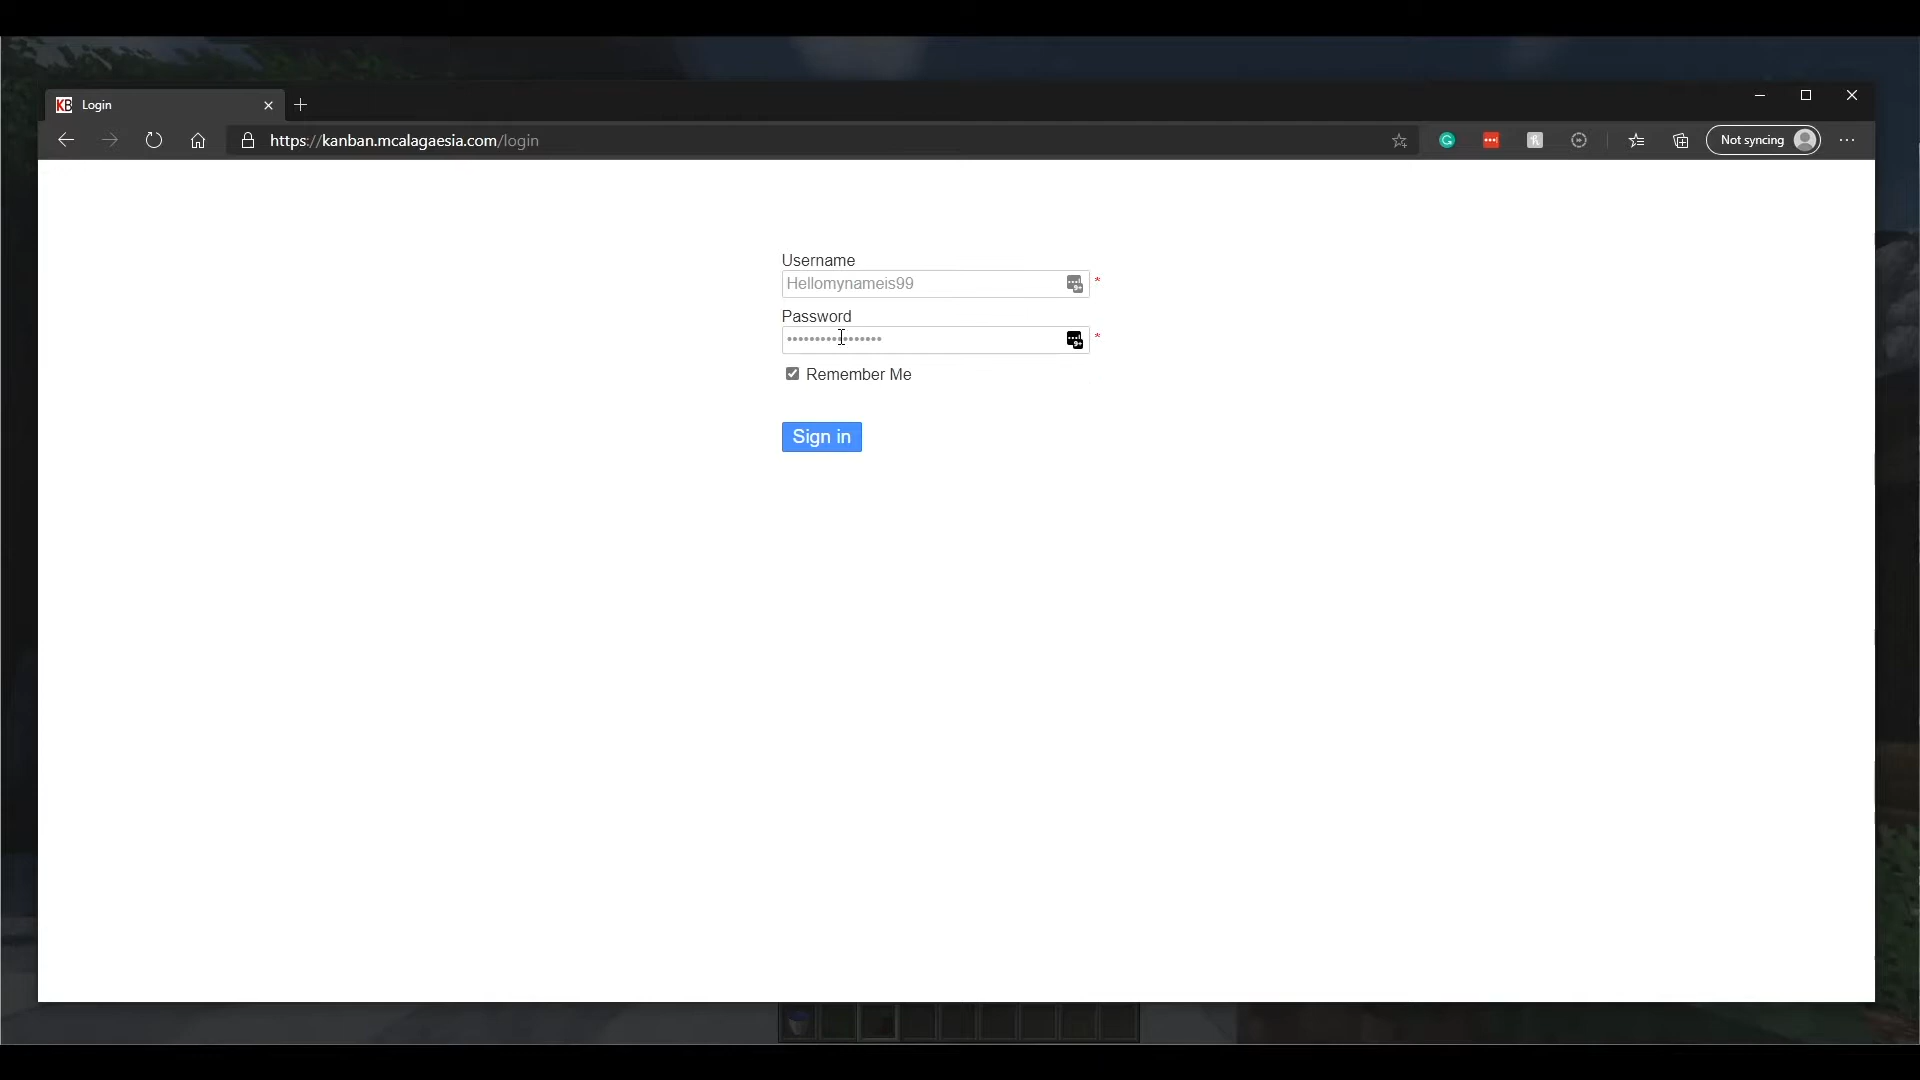 KB Login
https://kanban.mcalagaesia.com/login
Not syncing
Username
Hellomynameis99
*
Password
•••••••••••••••••
*
Remember Me
Sign in